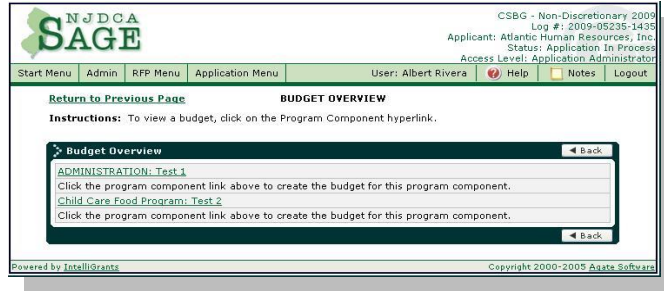 NJDCA
SAGE
CSBG - Non-Discretionary 2009
Log #: 2009-05235-1435
Applicant: Atlantic Human Resources, Inc.
Status: Application In Process
Access Level: Application Administrator
Start Menu Admin RFP Menu Application Menu User: Albert Rivera Help Notes Logout
Return to Previous Page BUDGET OVERVIEW
Instructions: To view a budget, click on the Program Component hyperlink.
Budget Overview Back
ADMINISTRATION: Test 1
Click the program component link above to create the budget for this program component.
Child Care Food Program: Test 2
Click the program component link above to create the budget for this program component.
Back
Powered by IntelliGrants Copyright 2000-2005 Agate Software